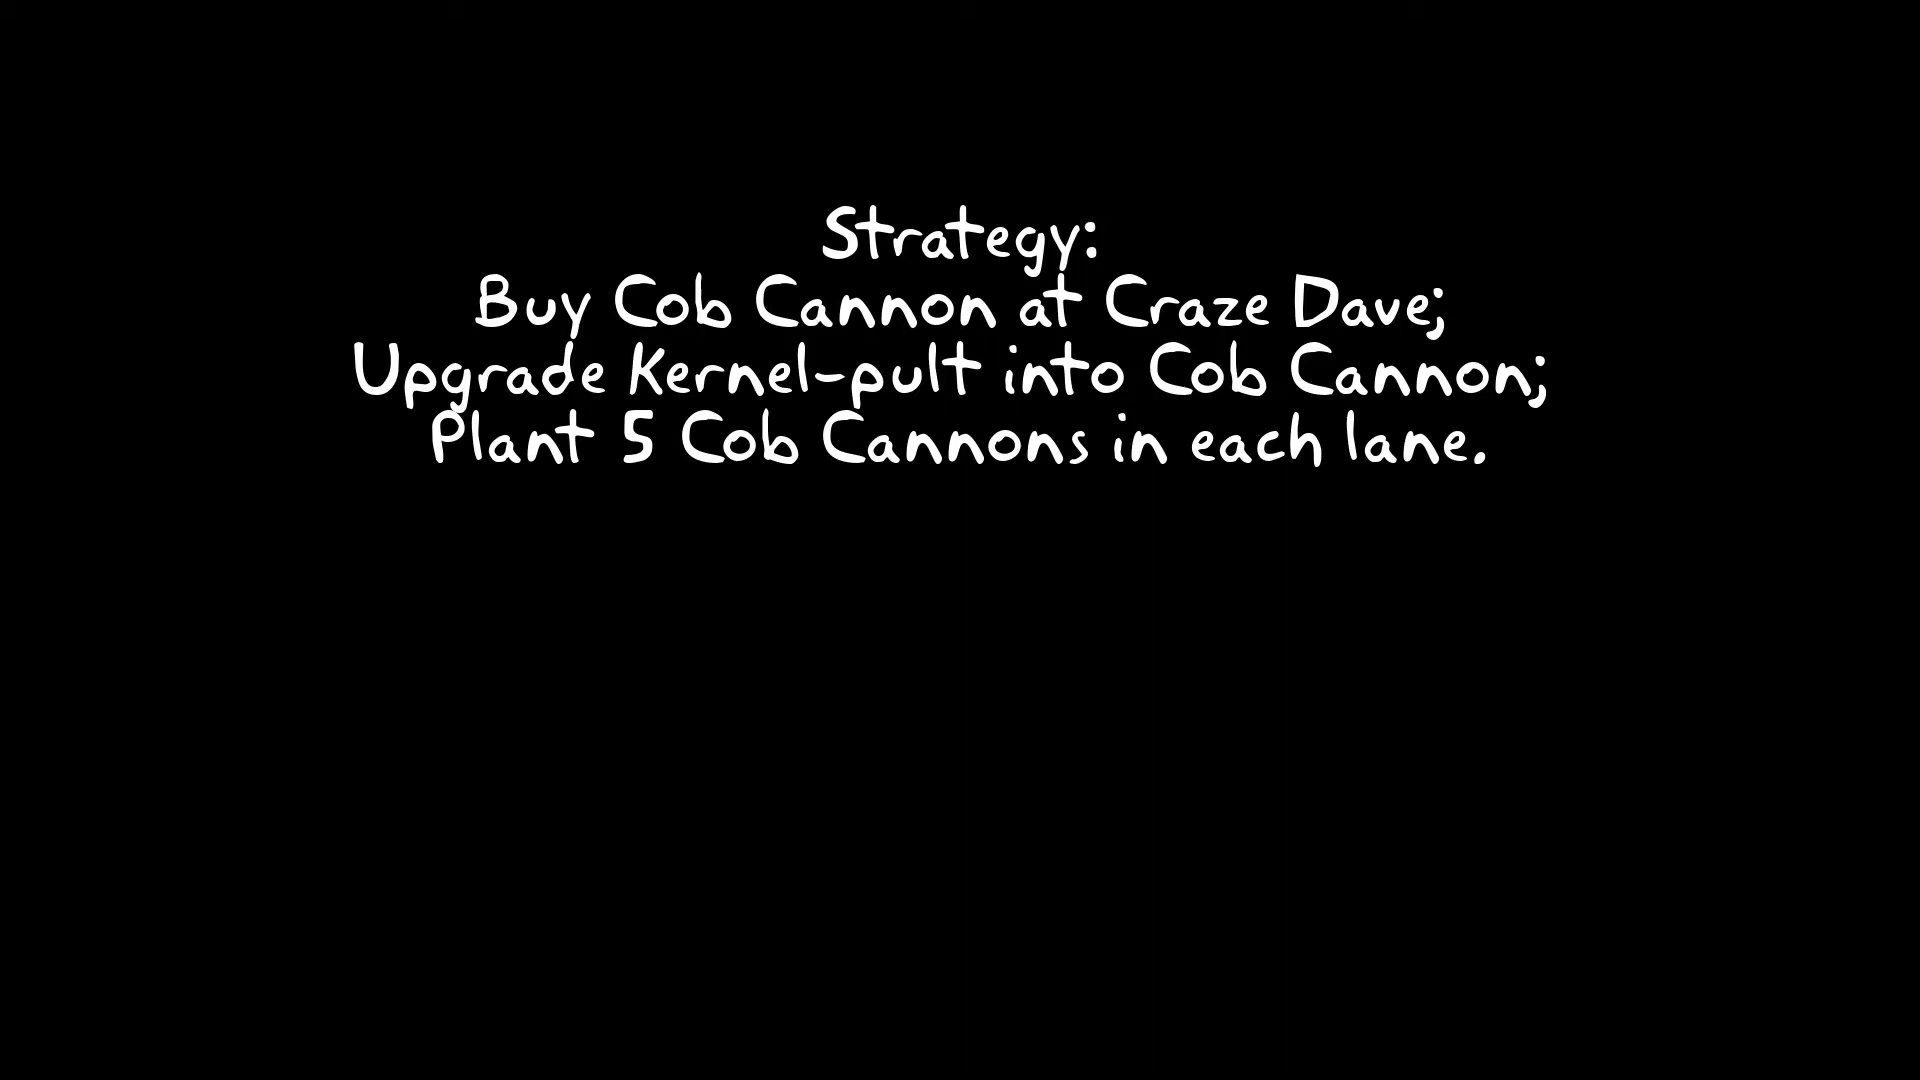 Strategy:
Buy Cob Cannon at Craze Dave;
Upgrade Kernel-pult into Cob Cannon;
Plant 5 Cob Cannons in each lane.